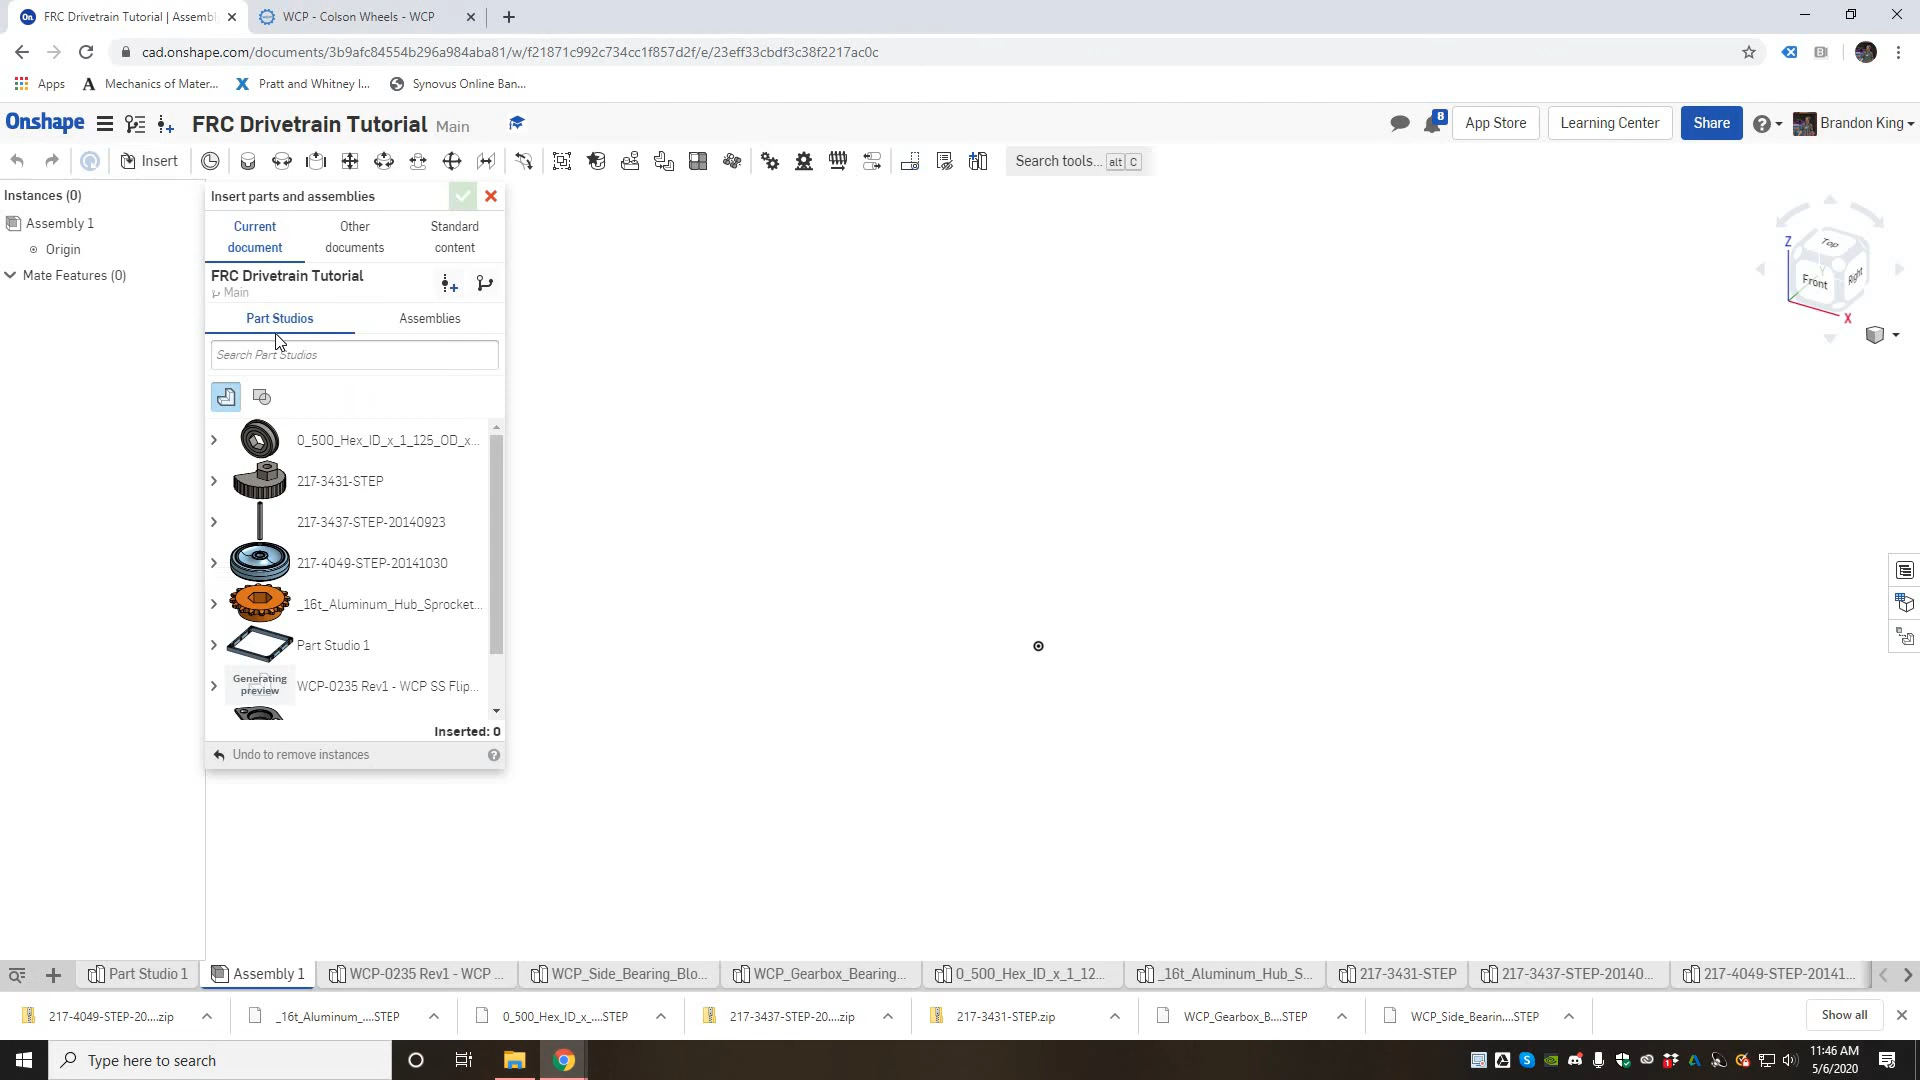 FRC Drivetrain Tutorial | Assembl
WCP - Colson Wheels - WCP
cad.onshape.com/documents/3b9afc84554b296a984aba81/w/f21871c992c734cc1f857d2f/e/23eff33cbdf3c38f2217ac0c
Apps
Mechanics of Mater...
Pratt and Whitney I...
Synovus Online Ban...
Onshape
FRC Drivetrain Tutorial Main
8
App Store
Learning Center
Share
Brandon King
Insert
Search tools... alt C
Instances (0)
Assembly 1
Origin
Mate Features (0)
Insert parts and assemblies
Current document
Other documents
Standard content
FRC Drivetrain Tutorial
Main
Part Studios
Assemblies
Search Part Studios
0_500_Hex_ID_x_1_125_OD_x...
217-3431-STEP
217-3437-STEP-20140923
217-4049-STEP-20141030
_16t_Aluminum_Hub_Sprocket...
Part Studio 1
Generating preview
WCP-0235 Rev1 - WCP SS Flip...
Inserted: 0
Undo to remove instances
Top
Front
Right
Z
X
Y
Part Studio 1
Assembly 1
WCP-0235 Rev1 - WCP ...
WCP_Side_Bearing_Blo...
WCP_Gearbox_Bearing...
0_500_Hex_ID_x_1_12...
_16t_Aluminum_Hub_S...
217-3431-STEP
217-3437-STEP-20140...
217-4049-STEP-20141...
217-4049-STEP-20....zip
_16t_Aluminum_....STEP
0_500_Hex_ID_x_....STEP
217-3437-STEP-20....zip
217-3431-STEP.zip
WCP_Gearbox_B....STEP
WCP_Side_Bearin....STEP
Show all
Type here to search
11:46 AM
5/6/2020